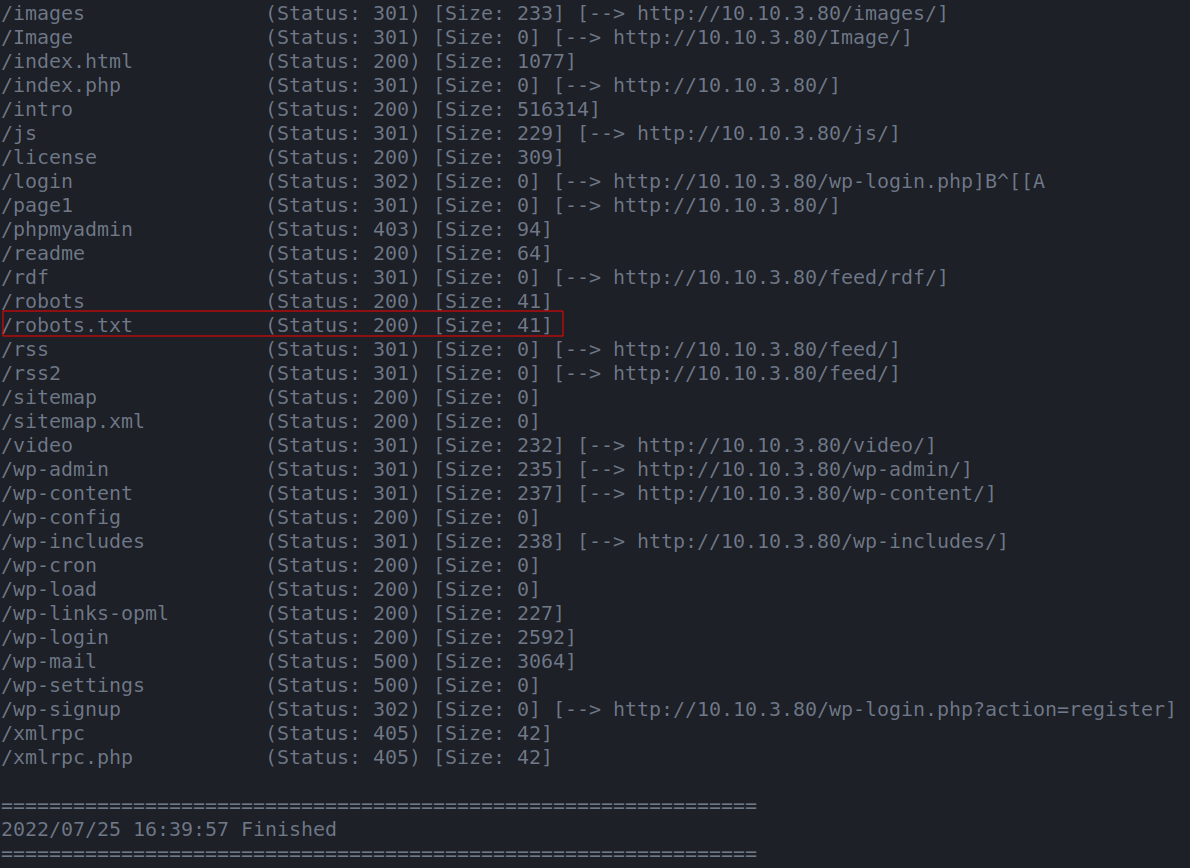 /images               (Status: 301) [Size: 233] [--> http://10.10.3.80/images/]
/Image                (Status: 301) [Size: 0] [--> http://10.10.3.80/Image/]
/index.html           (Status: 200) [Size: 1077]
/index.php            (Status: 301) [Size: 0] [--> http://10.10.3.80/]
/intro                (Status: 200) [Size: 516314]
/js                   (Status: 301) [Size: 229] [--> http://10.10.3.80/js/]
/license              (Status: 200) [Size: 309]
/login                (Status: 302) [Size: 0] [--> http://10.10.3.80/wp-login.php]B^[[A
/page1                (Status: 301) [Size: 0] [--> http://10.10.3.80/]
/phpmyadmin           (Status: 403) [Size: 94]
/readme               (Status: 200) [Size: 64]
/rdf                  (Status: 301) [Size: 0] [--> http://10.10.3.80/feed/rdf/]
/robots               (Status: 200) [Size: 41]
/robots.txt           (Status: 200) [Size: 41]
/rss                  (Status: 301) [Size: 0] [--> http://10.10.3.80/feed/]
/rss2                 (Status: 301) [Size: 0] [--> http://10.10.3.80/feed/]
/sitemap              (Status: 200) [Size: 0]
/sitemap.xml          (Status: 200) [Size: 0]
/video                (Status: 301) [Size: 232] [--> http://10.10.3.80/video/]
/wp-admin             (Status: 301) [Size: 235] [--> http://10.10.3.80/wp-admin/]
/wp-content           (Status: 301) [Size: 237] [--> http://10.10.3.80/wp-content/]
/wp-config            (Status: 200) [Size: 0]
/wp-includes          (Status: 301) [Size: 238] [--> http://10.10.3.80/wp-includes/]
/wp-cron              (Status: 200) [Size: 0]
/wp-load              (Status: 200) [Size: 0]
/wp-links-opml        (Status: 200) [Size: 227]
/wp-login             (Status: 200) [Size: 2592]
/wp-mail              (Status: 500) [Size: 3064]
/wp-settings          (Status: 500) [Size: 0]
/wp-signup            (Status: 302) [Size: 0] [--> http://10.10.3.80/wp-login.php?action=register]
/xmlrpc               (Status: 405) [Size: 42]
/xmlrpc.php           (Status: 405) [Size: 42]
===============================================================
2022/07/25 16:39:57 Finished
===============================================================